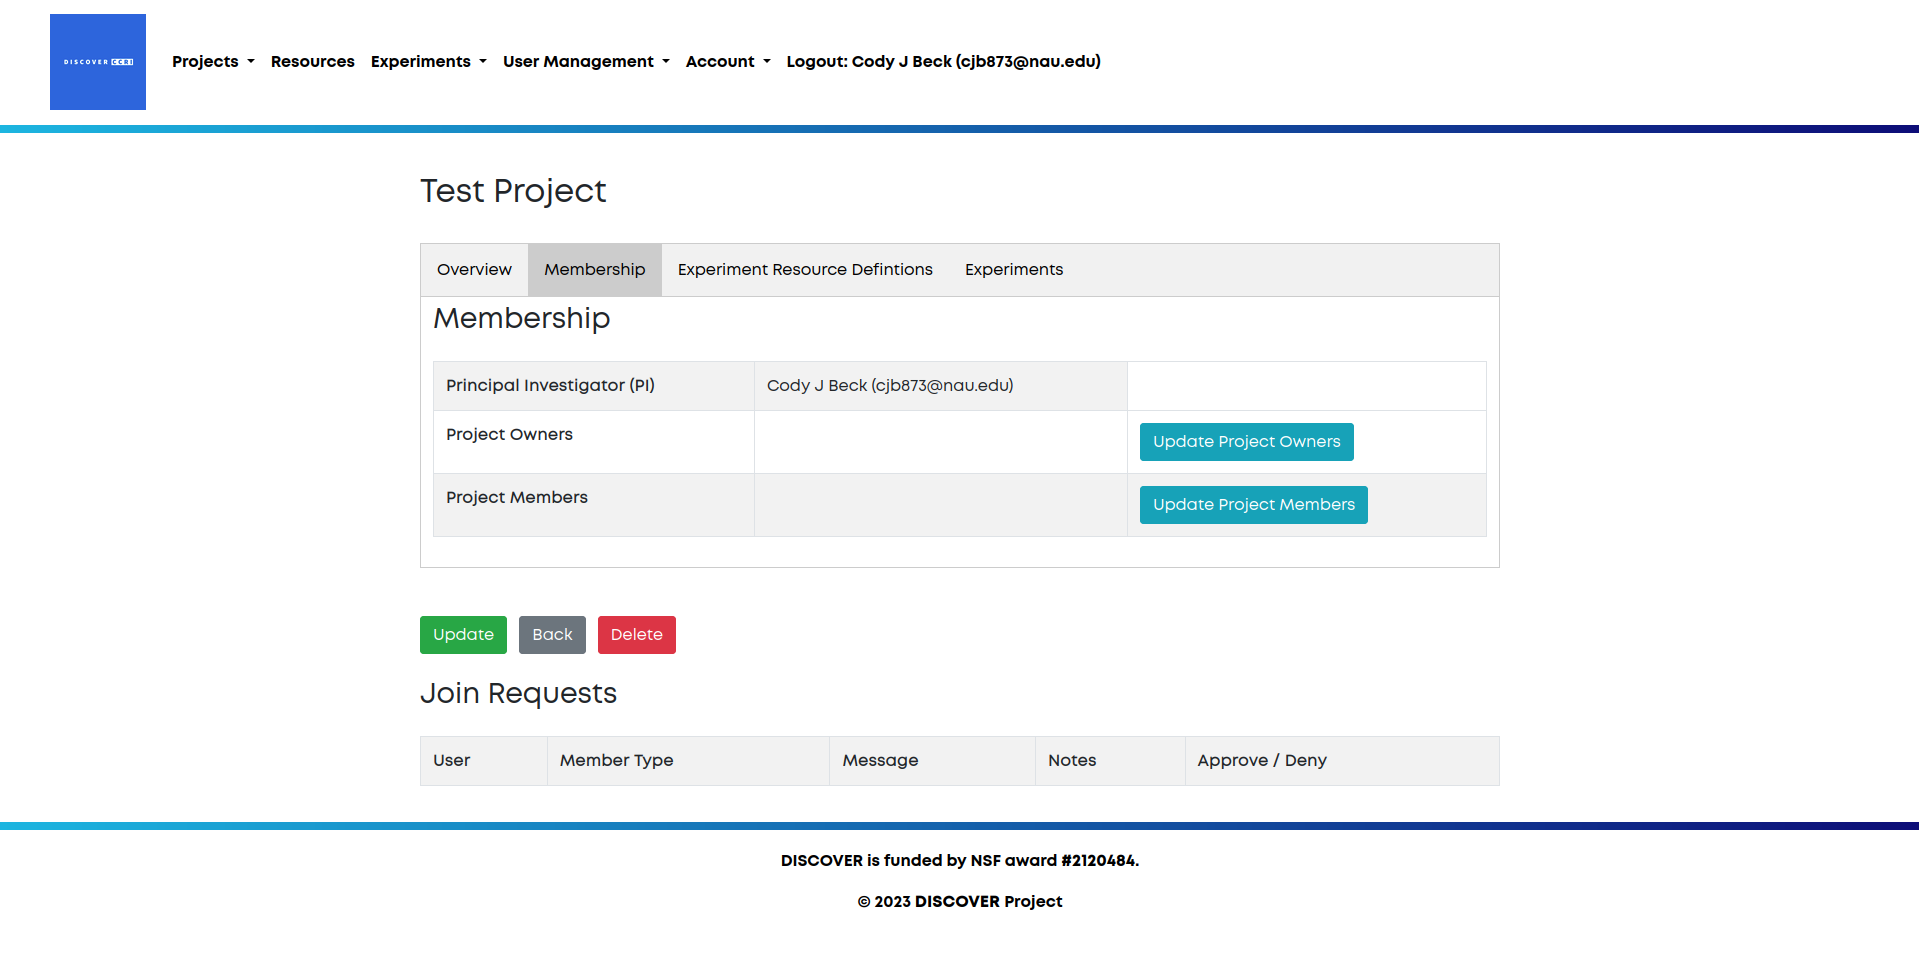 DISCOVER CCRI
Projects Resources Experiments User Management Account Logout: Cody J Beck (cjb873@nau.edu)
Test Project
Overview Membership Experiment Resource Defintions Experiments
Membership
Principal Investigator (PI) Cody J Beck (cjb873@nau.edu)
Project Owners Update Project Owners
Project Members Update Project Members
Update Back Delete
Join Requests
User Member Type Message Notes Approve / Deny
DISCOVER is funded by NSF award #2120484.
© 2023 DISCOVER Project